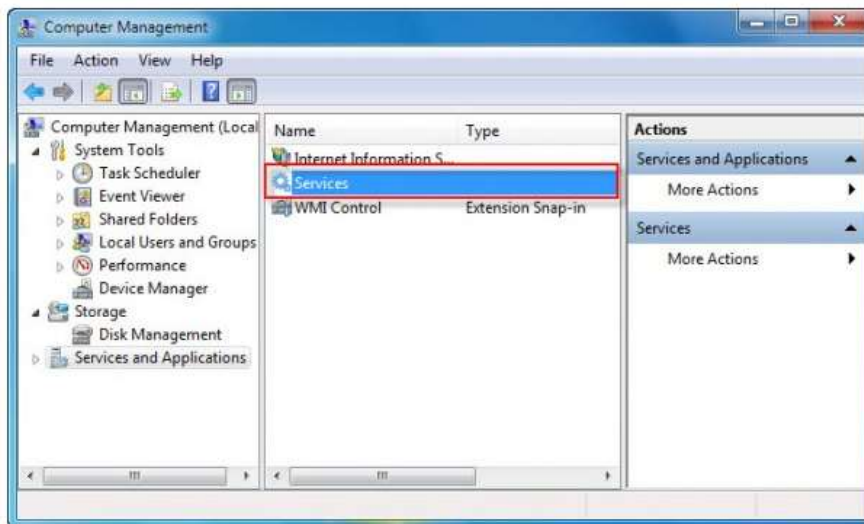 Computer Management
File Action View Help
Computer Management (Local
System Tools
Task Scheduler
Event Viewer
Shared Folders
Local Users and Groups
Performance
Device Manager
Storage
Disk Management
Services and Applications
Name Type
Internet Information S...
Services
WMI Control Extension Snap-in
Actions
Services and Applications
More Actions
Services
More Actions